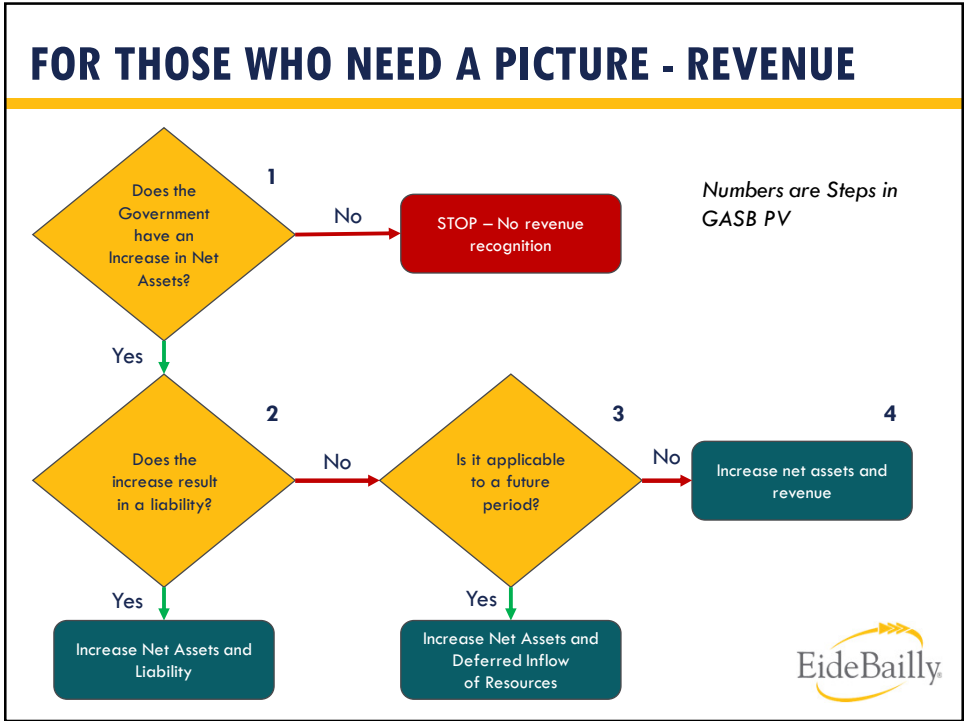 FOR THOSE WHO NEED A PICTURE - REVENUE
Does the
Government
have an
Increase in Net
Assets?
1
No
STOP – No revenue
recognition
Numbers are Steps in
GASB PV
Yes
Does the
increase result
in a liability?
2
No
Is it applicable
to a future
period?
3
No
4
Increase net assets and
revenue
Yes
Increase Net Assets and
Liability
Yes
Increase Net Assets and
Deferred Inflow
of Resources
EideBailly®